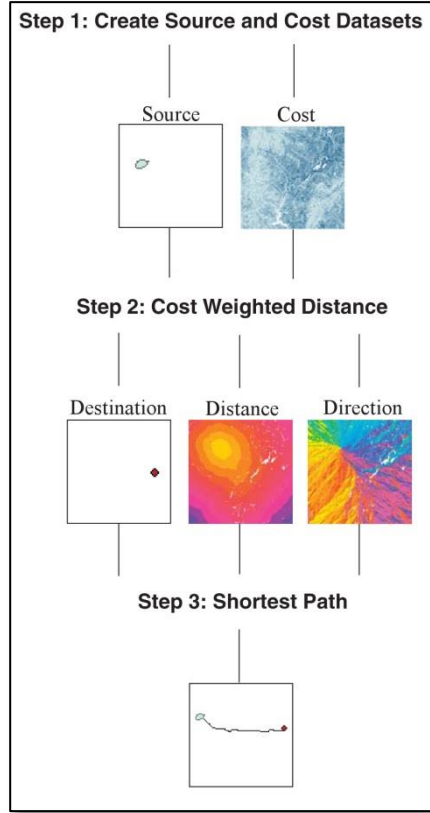 Step 1: Create Source and Cost Datasets
Source Cost
Step 2: Cost Weighted Distance
Destination Distance Direction
Step 3: Shortest Path